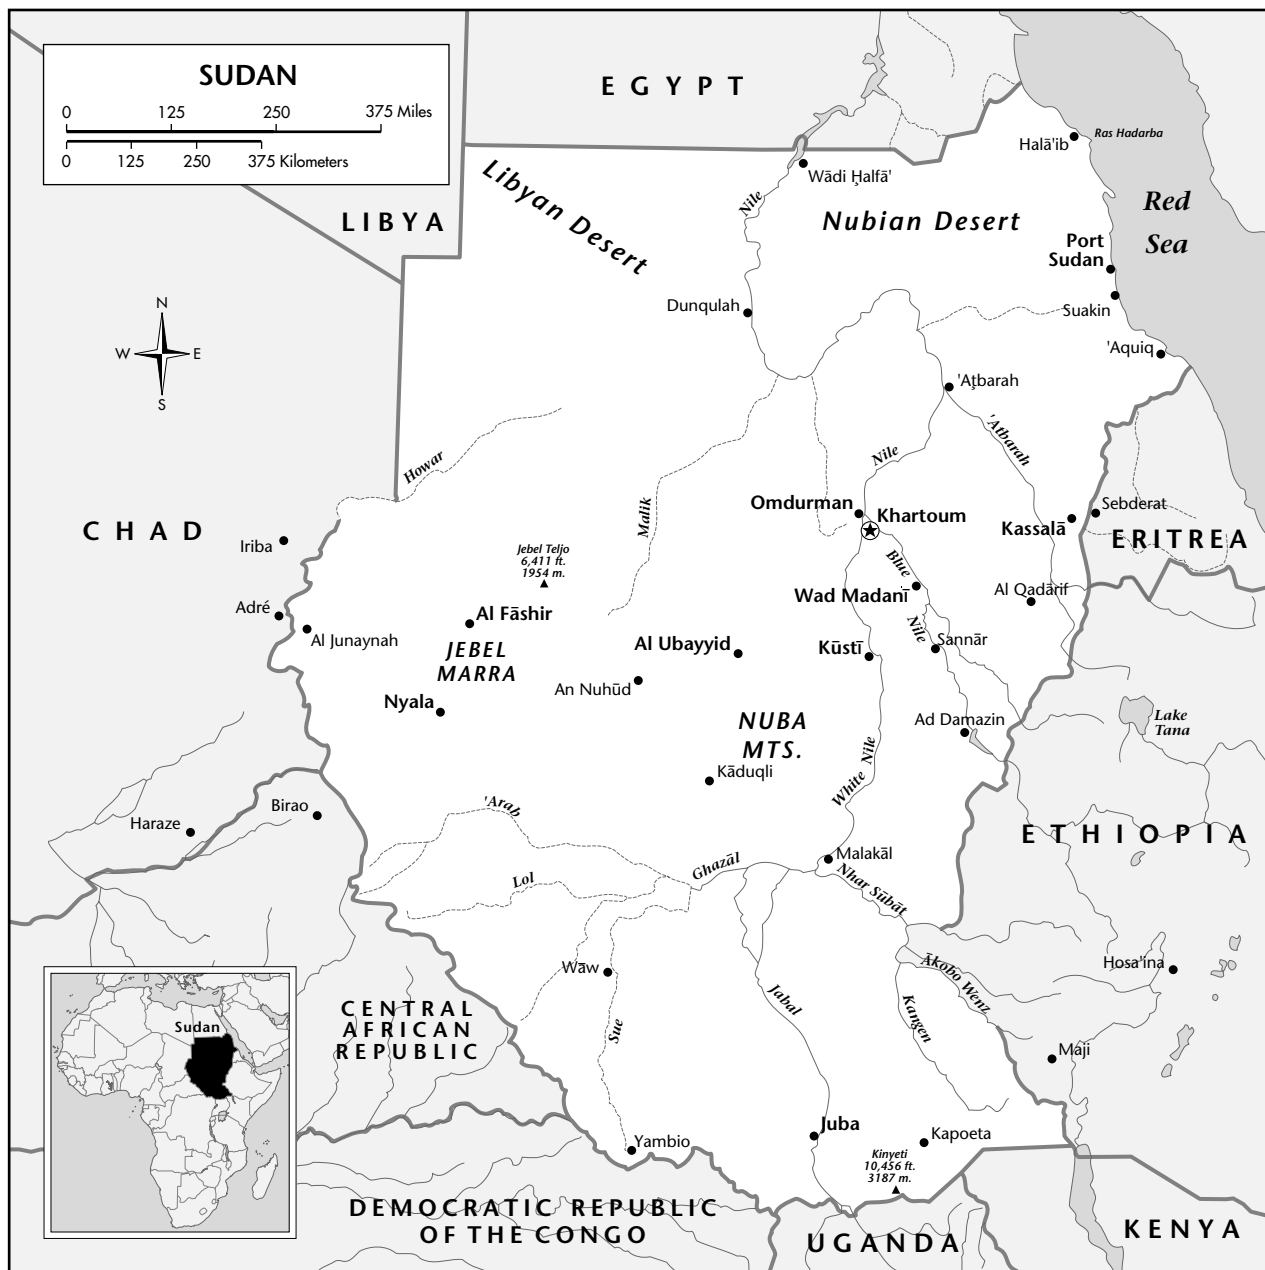 SUDAN
0 125 250 375 Miles
0 125 250 375 Kilometers
EGYPT
LIBYA
Libyan Desert
Nile
Wādi Ḩalfā'
Nubian Desert
Halā'ib
Ras Hadarba
Red
Sea
Port
Sudan
Suakin
'Aquiq
Dunqulah
N
W E
S
'Aṭbarah
'Atbarah
Howar
Malik
Nile
Omdurman
Khartoum
Kassalā
Sebderat
ERITREA
CHAD
Iriba
Jebel Teljo
6,411 ft.
1954 m.
Blue
Nile
Wad Madanī
Al Qadārif
Adré
Al Junaynah
Al Fāshir
JEBEL
MARRA
Al Ubayyid
Kūstī
Sannār
An Nuhūd
Nyala
NUBA
MTS.
Ad Damazin
Lake
Tana
Kāduqli
White Nile
Birao
Haraze
'Arab
ETHIOPIA
Malakāl
Ghazāl
Lol
Nhar Sūbāt
Waw
Ākobo Wenz
Hosa'ina
Jabal
Kangen
Sue
CENTRAL
AFRICAN
REPUBLIC
Sudan
Maji
Juba
Kapoeta
Yambio
Kinyeti
10,456 ft.
3187 m.
DEMOCRATIC REPUBLIC
OF THE CONGO
UGANDA
KENYA